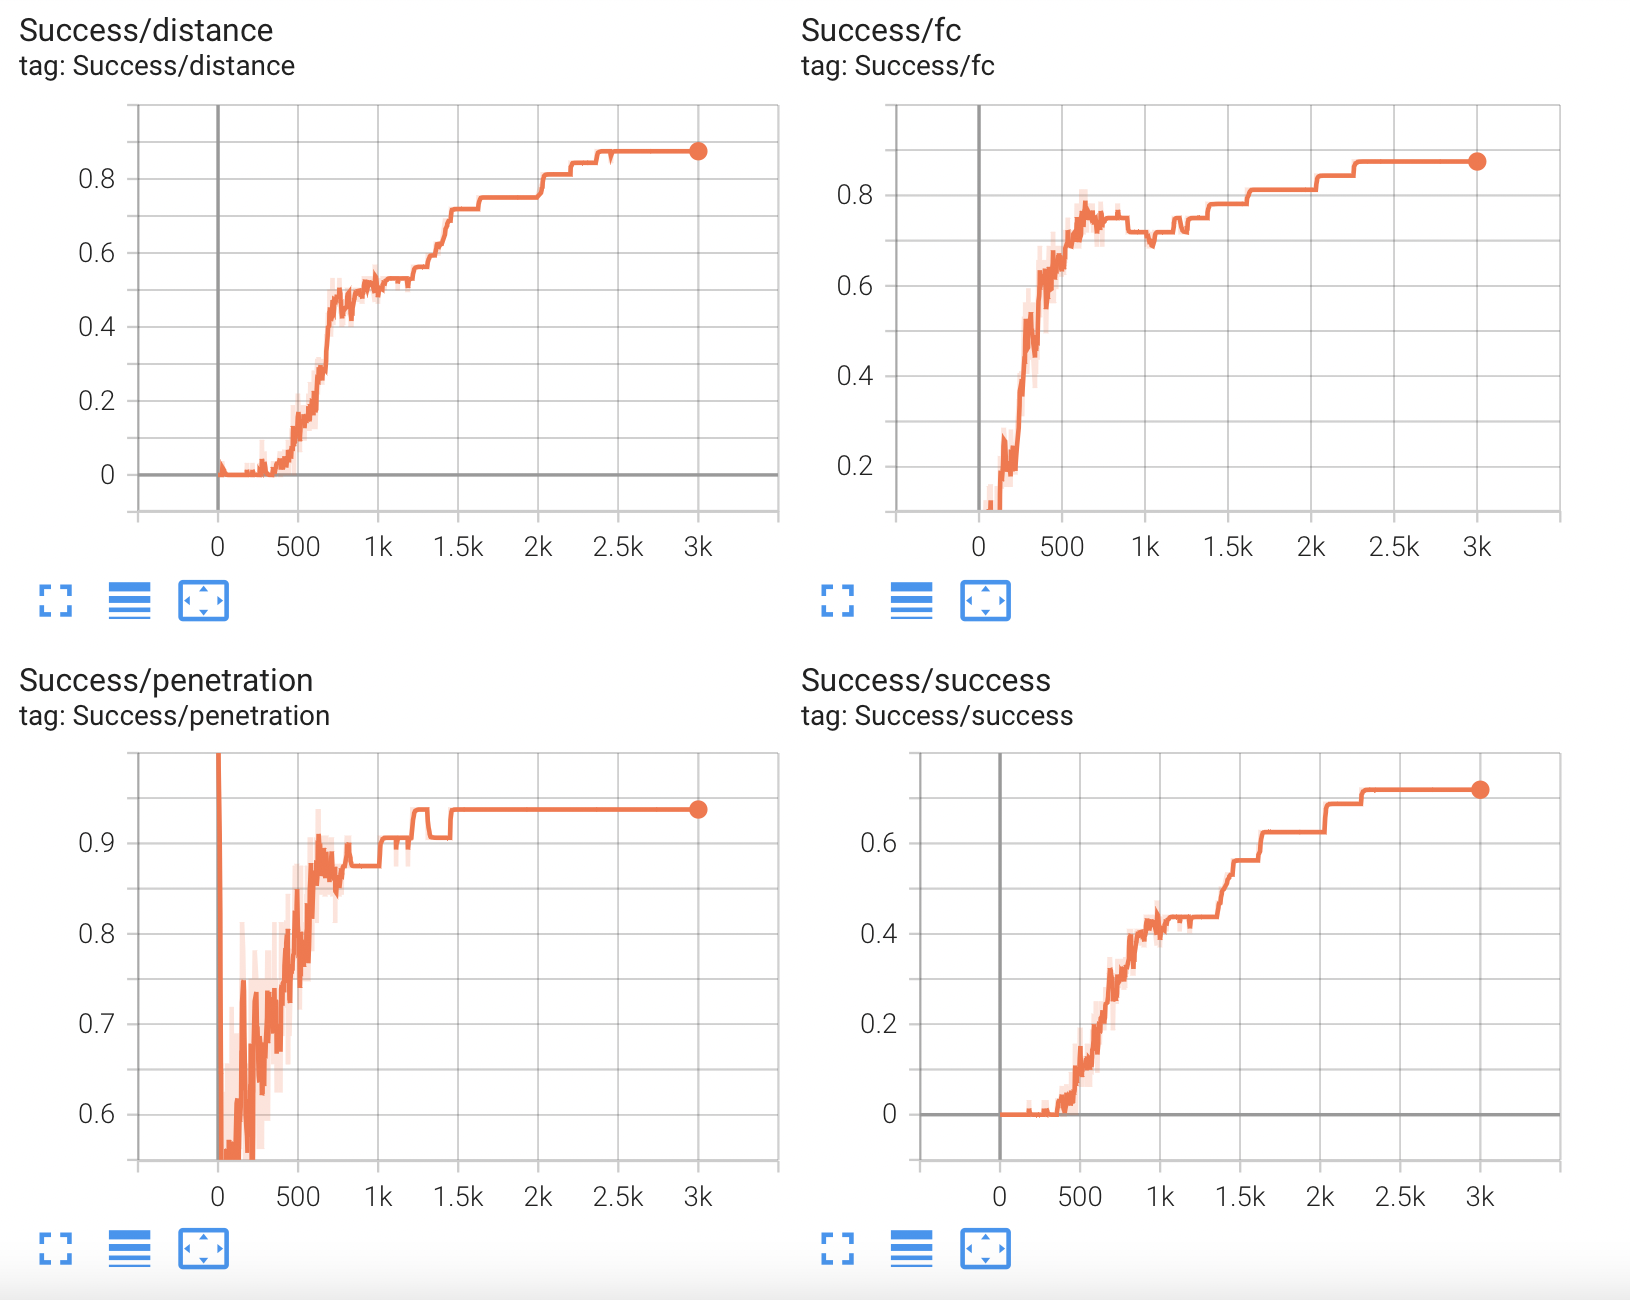 Success/distance
tag: Success/distance
0.8
0.6
0.4
0.2
0
0 500 1k 1.5k 2k 2.5k 3k
Success/fc
tag: Success/fc
0.8
0.6
0.4
0.2
0 500 1k 1.5k 2k 2.5k 3k
Success/penetration
tag: Success/penetration
0.9
0.8
0.7
0.6
0 500 1k 1.5k 2k 2.5k 3k
Success/success
tag: Success/success
0.6
0.4
0.2
0
0 500 1k 1.5k 2k 2.5k 3k